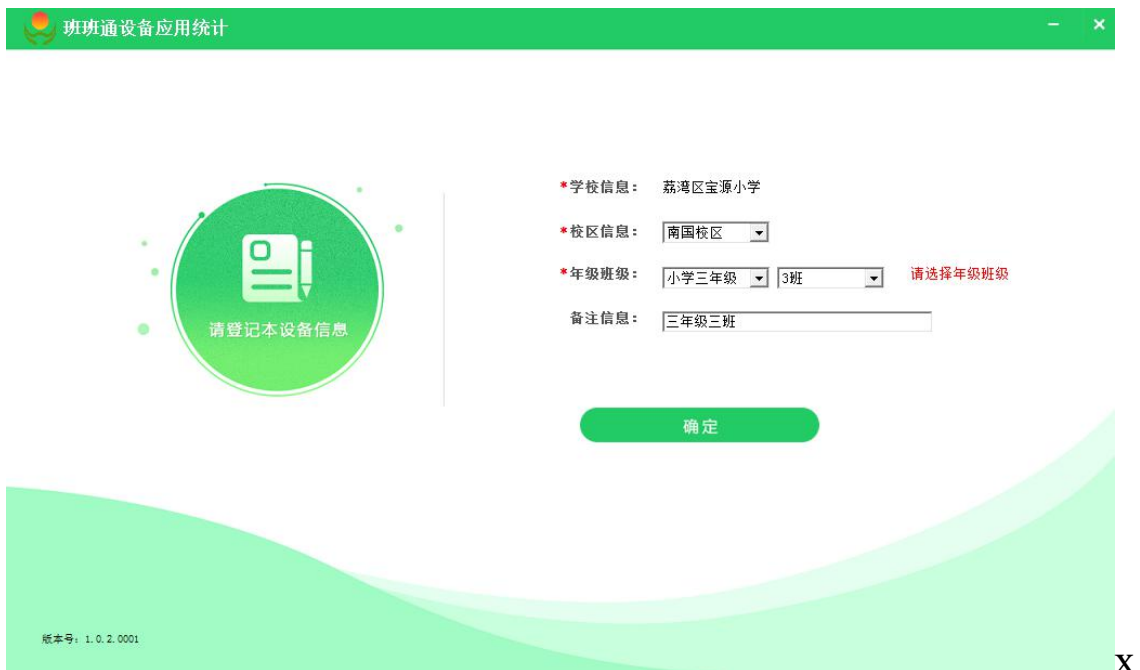 班班通设备应用统计
*学校信息： 荔湾区宝源小学
*校区信息： 南国校区
*年级班级： 小学三年级 3班 请选择年级班级
备注信息： 三年级三班
请登记本设备信息
确定
版本号：1.0.2.0001
X